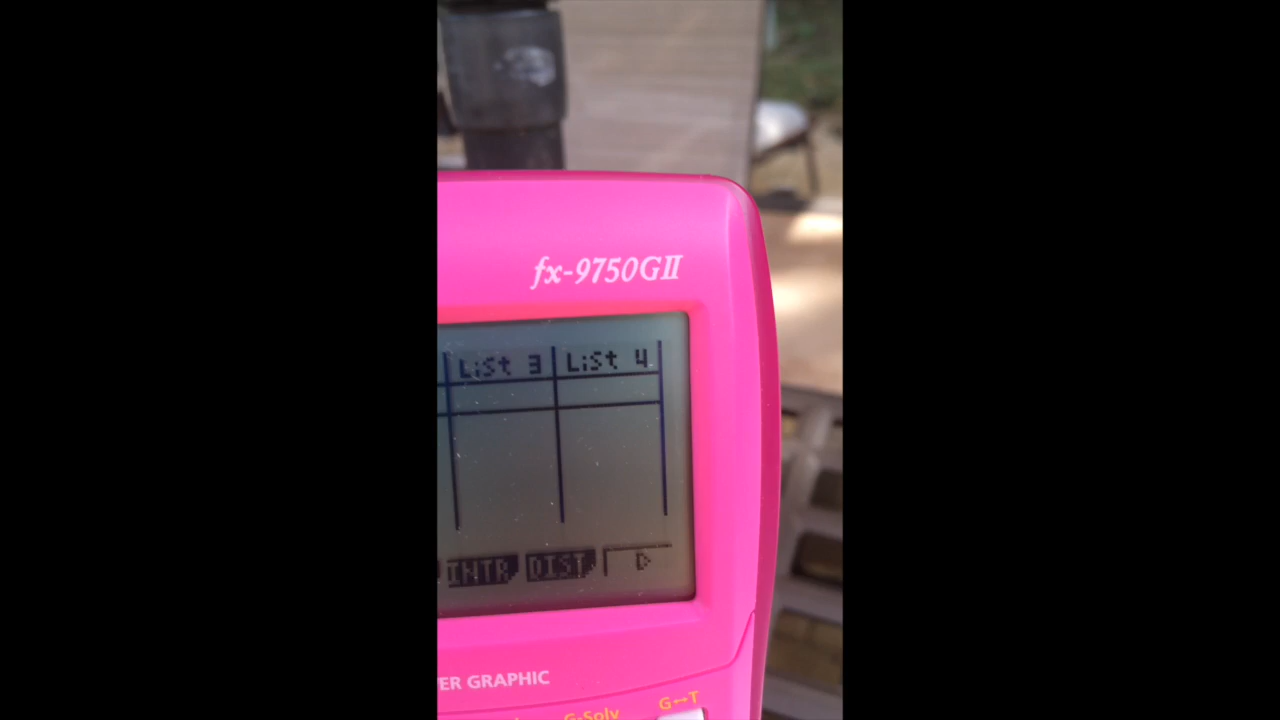 fx-9750GII
List 3 List 4
INTR DIST
ER GRAPHIC
G-Solv G↔T